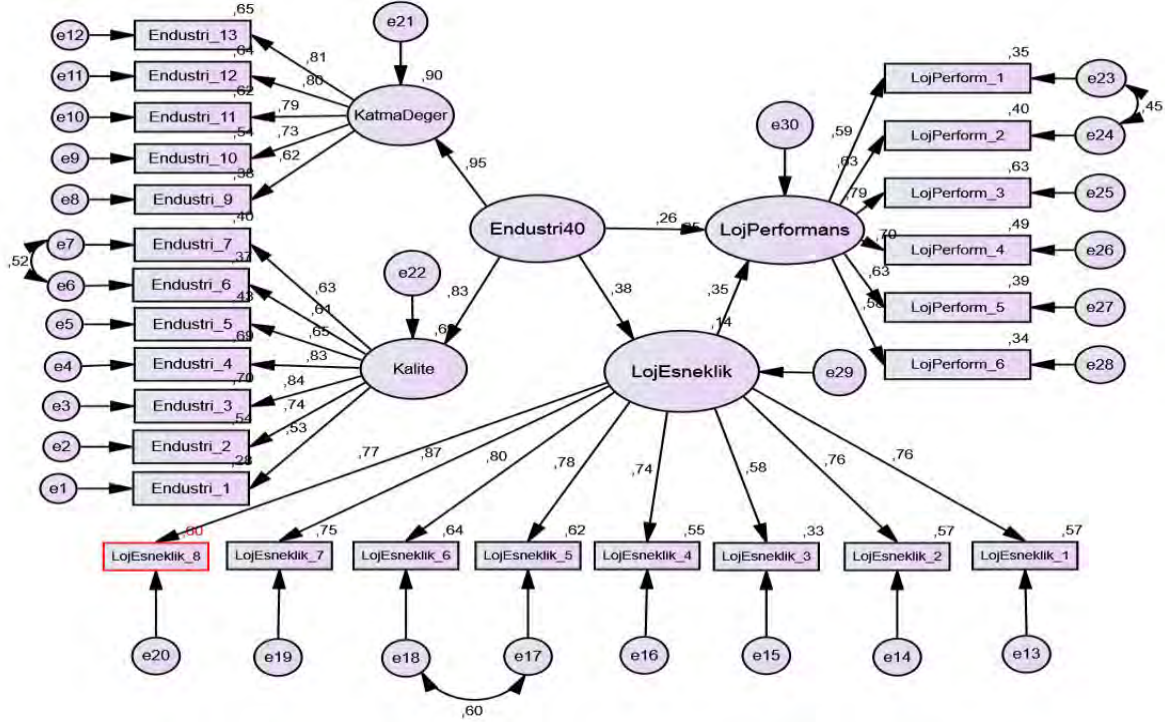 ,65
e12
Endustri_13
,81
e21
,64
e11
Endustri_12
,80
,90
,62
e10
Endustri_11
,79
KatmaDeger
,54
e9
Endustri_10
,73
,38
e8
Endustri_9
,62
,95
,40
e7
Endustri_7
,63
,52
,37
e6
Endustri_6
,61
,43
e5
Endustri_5
,65
,69
e4
Endustri_4
,83
,70
e3
Endustri_3
,84
,54
e2
Endustri_2
,74
,28
e1
Endustri_1
,53
e22
,83
Kalite
Endustri40
,26
,38
e30
LojPerformans
,35
,14
LojEsneklik
e29
,35
LojPerform_1
e23
,59
,45
,40
LojPerform_2
e24
,63
,63
LojPerform_3
e25
,79
,49
LojPerform_4
e26
,70
,39
LojPerform_5
e27
,63
,34
LojPerform_6
e28
,58
,77
,87
,80
,78
,74
,58
,76
,76
,75
,64
,62
,55
,33
,57
,57
LojEsneklik_8
LojEsneklik_7
LojEsneklik_6
LojEsneklik_5
LojEsneklik_4
LojEsneklik_3
LojEsneklik_2
LojEsneklik_1
e20
e19
e18
e17
e16
e15
e14
e13
,60